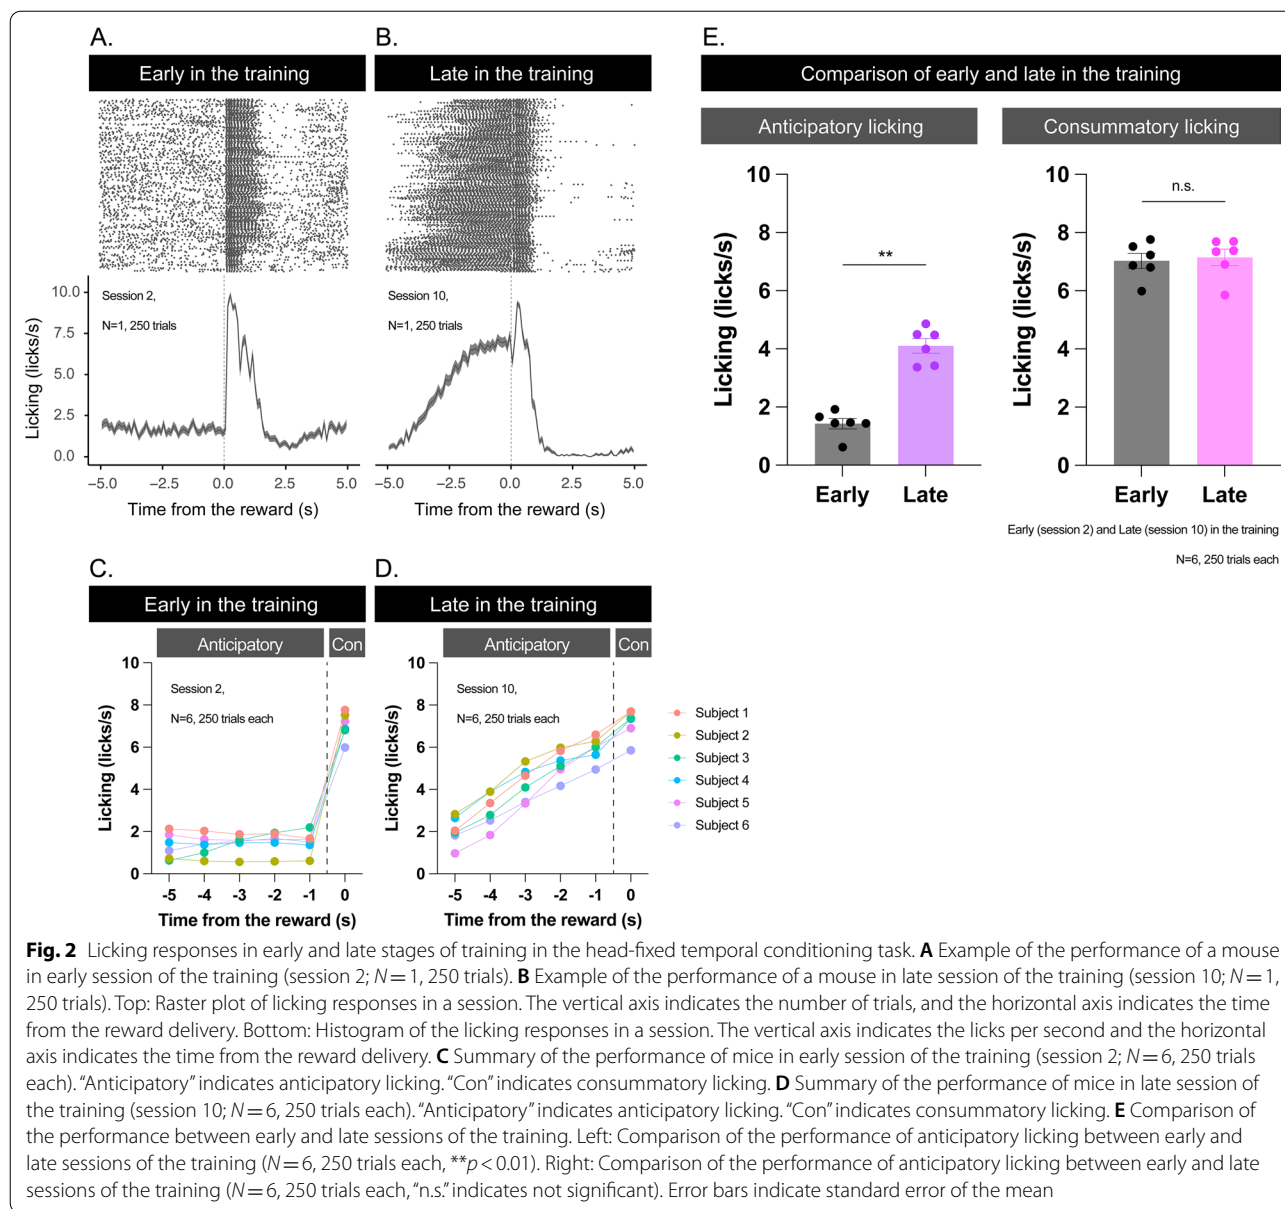 A.
Early in the training
Licking (licks/s)
10.0
7.5
5.0
2.5
0.0
Session 2,
N=1, 250 trials
−5.0 −2.5 0.0 2.5 5.0
Time from the reward (s)
B.
Late in the training
Session 10,
N=1, 250 trials
−5.0 −2.5 0.0 2.5 5.0
Time from the reward (s)
E.
Comparison of early and late in the training
Anticipatory licking
Licking (licks/s)
10
8
6
4
2
0
**
Early Late
Consummatory licking
Licking (licks/s)
10
8
6
4
2
0
n.s.
Early Late
Early (session 2) and Late (session 10) in the training
N=6, 250 trials each
C.
Early in the training
Anticipatory Con
Licking (licks/s)
10
8
6
4
2
0
Session 2,
N=6, 250 trials each
-5 -4 -3 -2 -1 0
Time from the reward (s)
D.
Late in the training
Anticipatory Con
Licking (licks/s)
10
8
6
4
2
0
Session 10,
N=6, 250 trials each
-5 -4 -3 -2 -1 0
Time from the reward (s)
Subject 1
Subject 2
Subject 3
Subject 4
Subject 5
Subject 6
Fig. 2 Licking responses in early and late stages of training in the head-fixed temporal conditioning task. A Example of the performance of a mouse
in early session of the training (session 2; N = 1, 250 trials). B Example of the performance of a mouse in late session of the training (session 10; N = 1,
250 trials). Top: Raster plot of licking responses in a session. The vertical axis indicates the number of trials, and the horizontal axis indicates the time
from the reward delivery. Bottom: Histogram of the licking responses in a session. The vertical axis indicates the licks per second and the horizontal
axis indicates the time from the reward delivery. C Summary of the performance of mice in early session of the training (session 2; N = 6, 250 trials
each). “Anticipatory” indicates anticipatory licking. “Con” indicates consummatory licking. D Summary of the performance of mice in late session of
the training (session 10; N = 6, 250 trials each). “Anticipatory” indicates anticipatory licking. “Con” indicates consummatory licking. E Comparison of
the performance between early and late sessions of the training. Left: Comparison of the performance of anticipatory licking between early and
late sessions of the training (N = 6, 250 trials each, **p < 0.01). Right: Comparison of the performance of anticipatory licking between early and late
sessions of the training (N = 6, 250 trials each, “n.s.” indicates not significant). Error bars indicate standard error of the mean